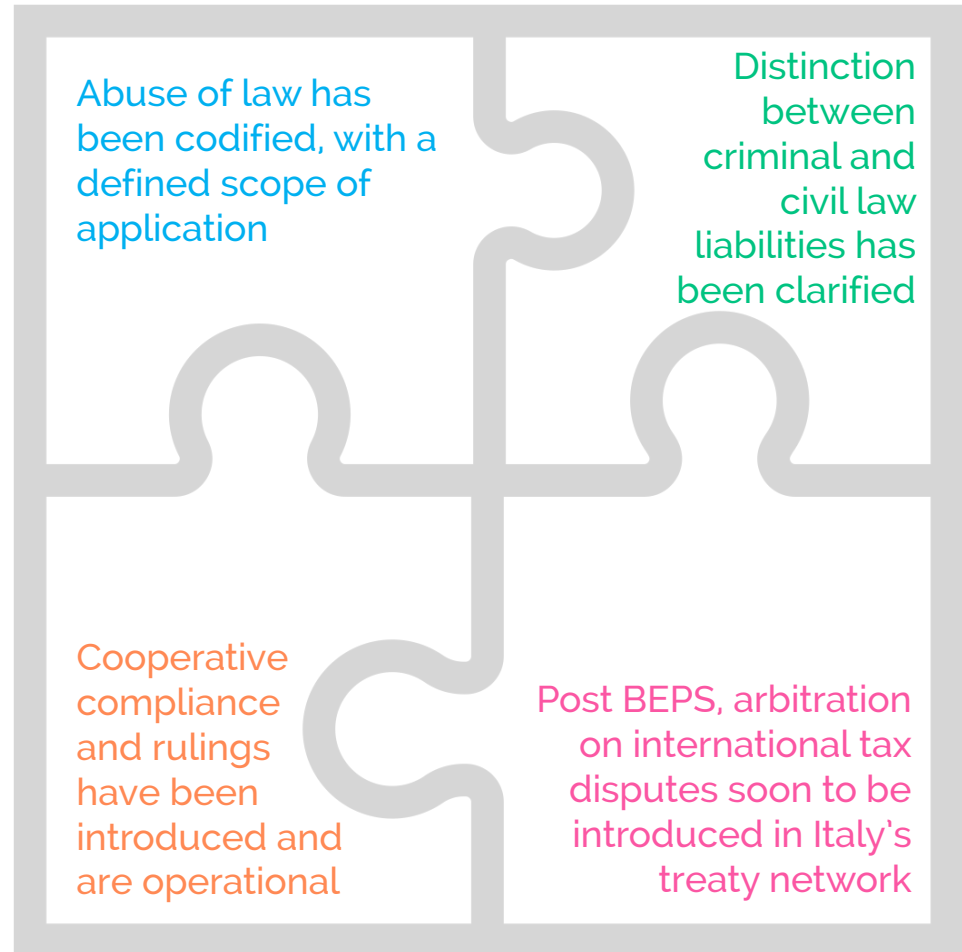 Abuse of law has
been codified, with a
defined scope of
application
Distinction
between
criminal and
civil law
liabilities has
been clarified
Cooperative
compliance
and rulings
have been
introduced and
are operational
Post BEPS, arbitration
on international tax
disputes soon to be
introduced in Italy’s
treaty network